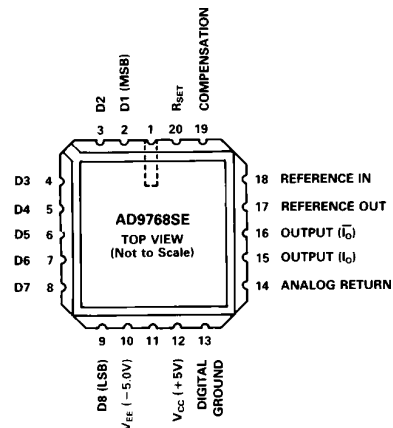 D2
D1 (MSB)
RSET
COMPENSATION
3 2 1 20 19
D3 4
D4 5
D5 6
D6 7
D7 8
AD9768SE
TOP VIEW
(Not to Scale)
18 REFERENCE IN
17 REFERENCE OUT
16 OUTPUT (I̅O̅)
15 OUTPUT (IO)
14 ANALOG RETURN
9 10 11 12 13
D8 (LSB)
VEE (−5.0V)
VCC (+5V)
DIGITAL
GROUND